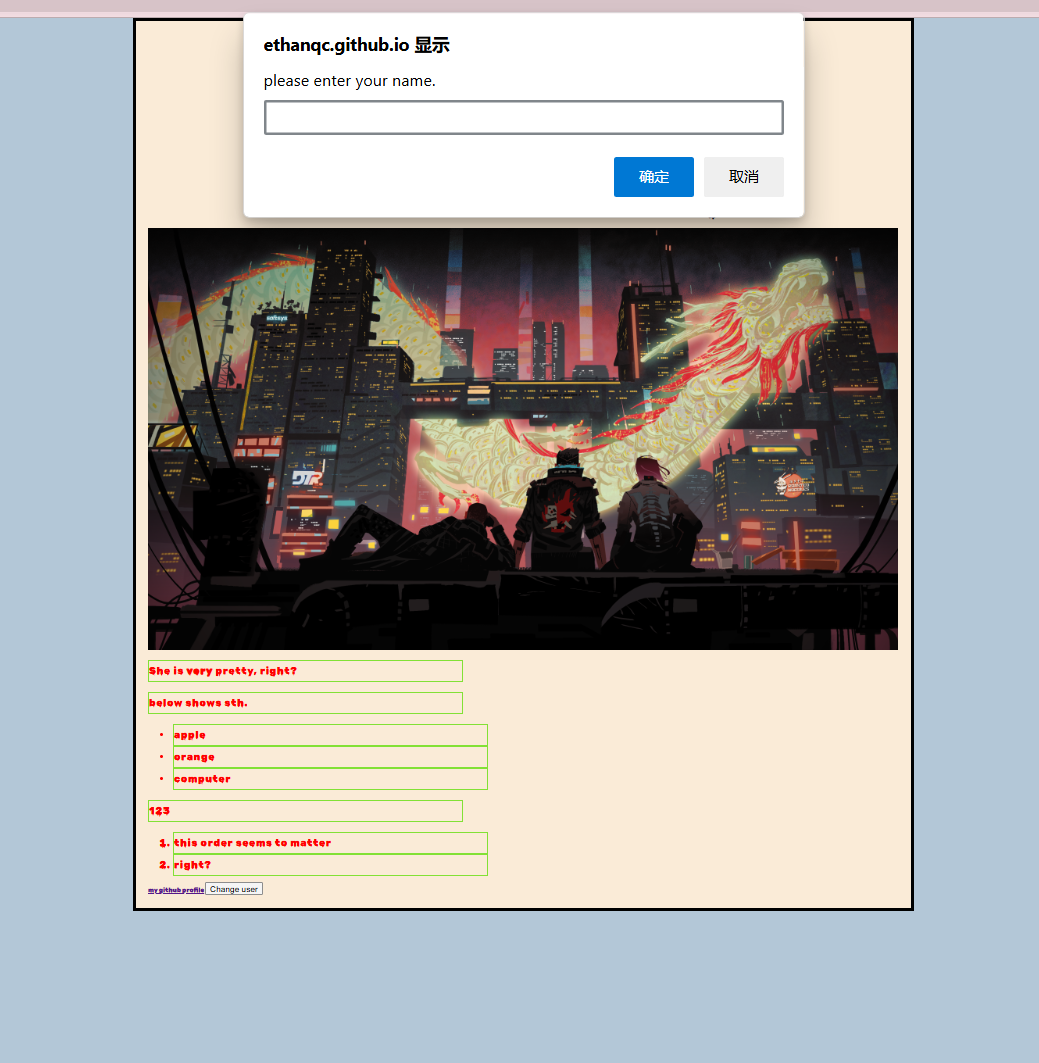 ethanqc.github.io 显示
please enter your name.
确定 取消
DTR
She is very pretty, right?
below shows sth.
• apple
• orange
• computer
123
1. this order seems to matter
2. right?
my github profile Change user